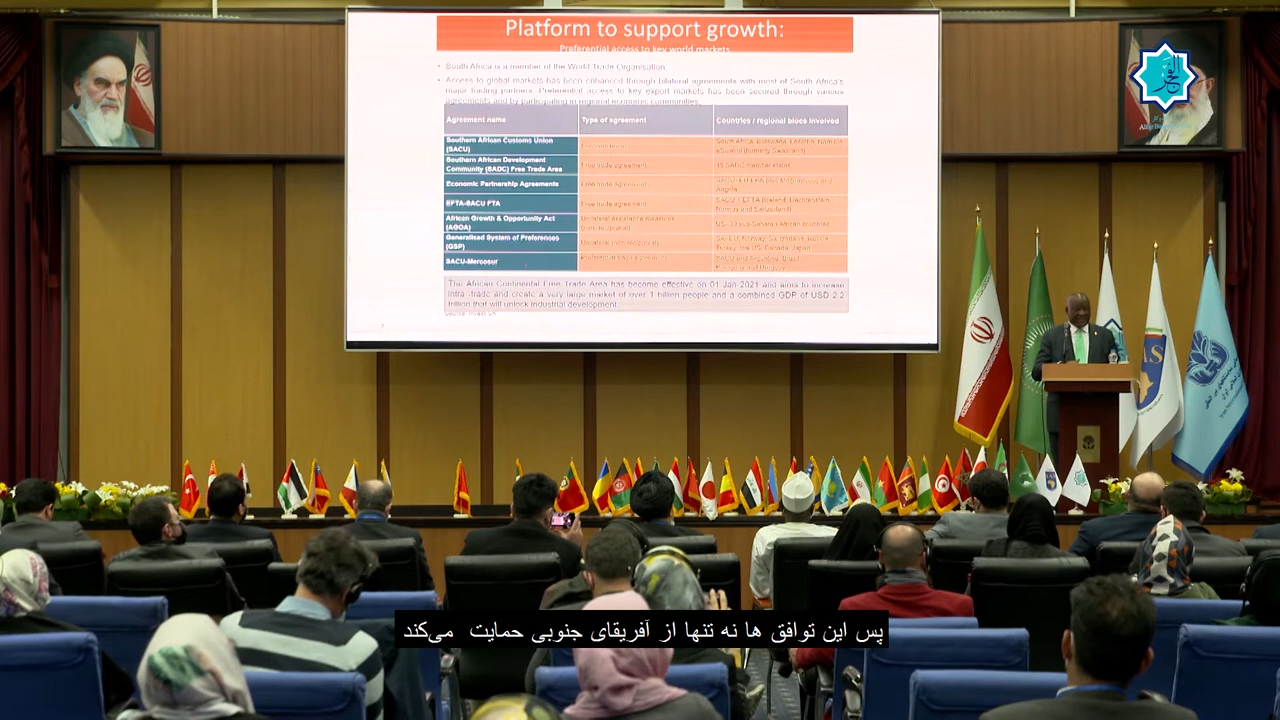 Platform to support growth:
Preferential access to key world markets
South Africa is a member of the World Trade Organisation.
Access to global markets has been enhanced through bilateral agreements with most of South Africa's
major trading partners. Preferential access to key export markets has been secured through various
agreements and by participating in regional economic communities.
Agreement name
Type of agreement
Countries / regional blocs involved
Southern African Customs Union
(SACU)
Southern African Development
Community (SADC) Free Trade Area
Free trade agreement
Economic Partnership Agreements
Free trade agreements
Angola
EFTA-SACU FTA
Free trade agreement
African Growth & Opportunity Act
(AGOA)
Unilateral assistance measures
Generalised System of Preferences
(GSP)
SACU-Mercosur
The African Continental Free Trade Area has become effective on 01 Jan 2021 and aims to increase
intra -trade and create a very large market of over 1 billion people and a combined GDP of USD 2.2
trillion that will unlock industrial development.
پس این توافق ها نه تنها از آفریقای جنوبی حمایت می‌کند